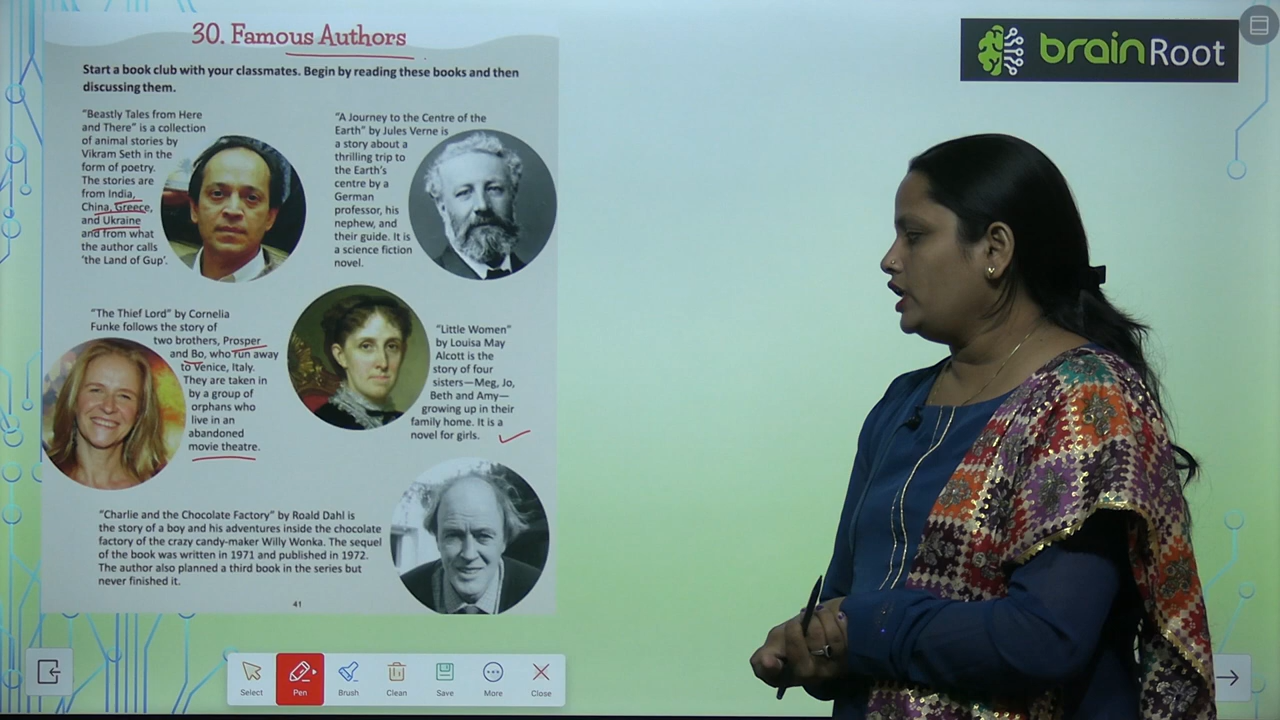 30. Famous Authors
Start a book club with your classmates. Begin by reading these books and then
discussing them.
"Beastly Tales from Here
and There" is a collection
of animal stories by
Vikram Seth in the
form of poetry.
The stories are
from India,
China, Greece,
and Ukraine
and from what
the author calls
'the Land of Gup'.
"A Journey to the Centre of the
Earth" by Jules Verne is
a story about a
thrilling trip to
the Earth's
centre by a
German
professor, his
nephew, and
their guide. It is
a science fiction
novel.
"The Thief Lord" by Cornelia
Funke follows the story of
two brothers, Prosper
and Bo, who run away
to Venice, Italy.
They are taken in
by a group of
orphans who
live in an
abandoned
movie theatre.
"Little Women"
by Louisa May
Alcott is the
story of four
sisters—Meg, Jo,
Beth and Amy—
growing up in their
family home. It is a
novel for girls.
"Charlie and the Chocolate Factory" by Roald Dahl is
the story of a boy and his adventures inside the chocolate
factory of the crazy candy-maker Willy Wonka. The sequel
of the book was written in 1971 and published in 1972.
The author also planned a third book in the series but
never finished it.
41
brainRoot
Select
Pen
Brush
Clean
Save
More
Close